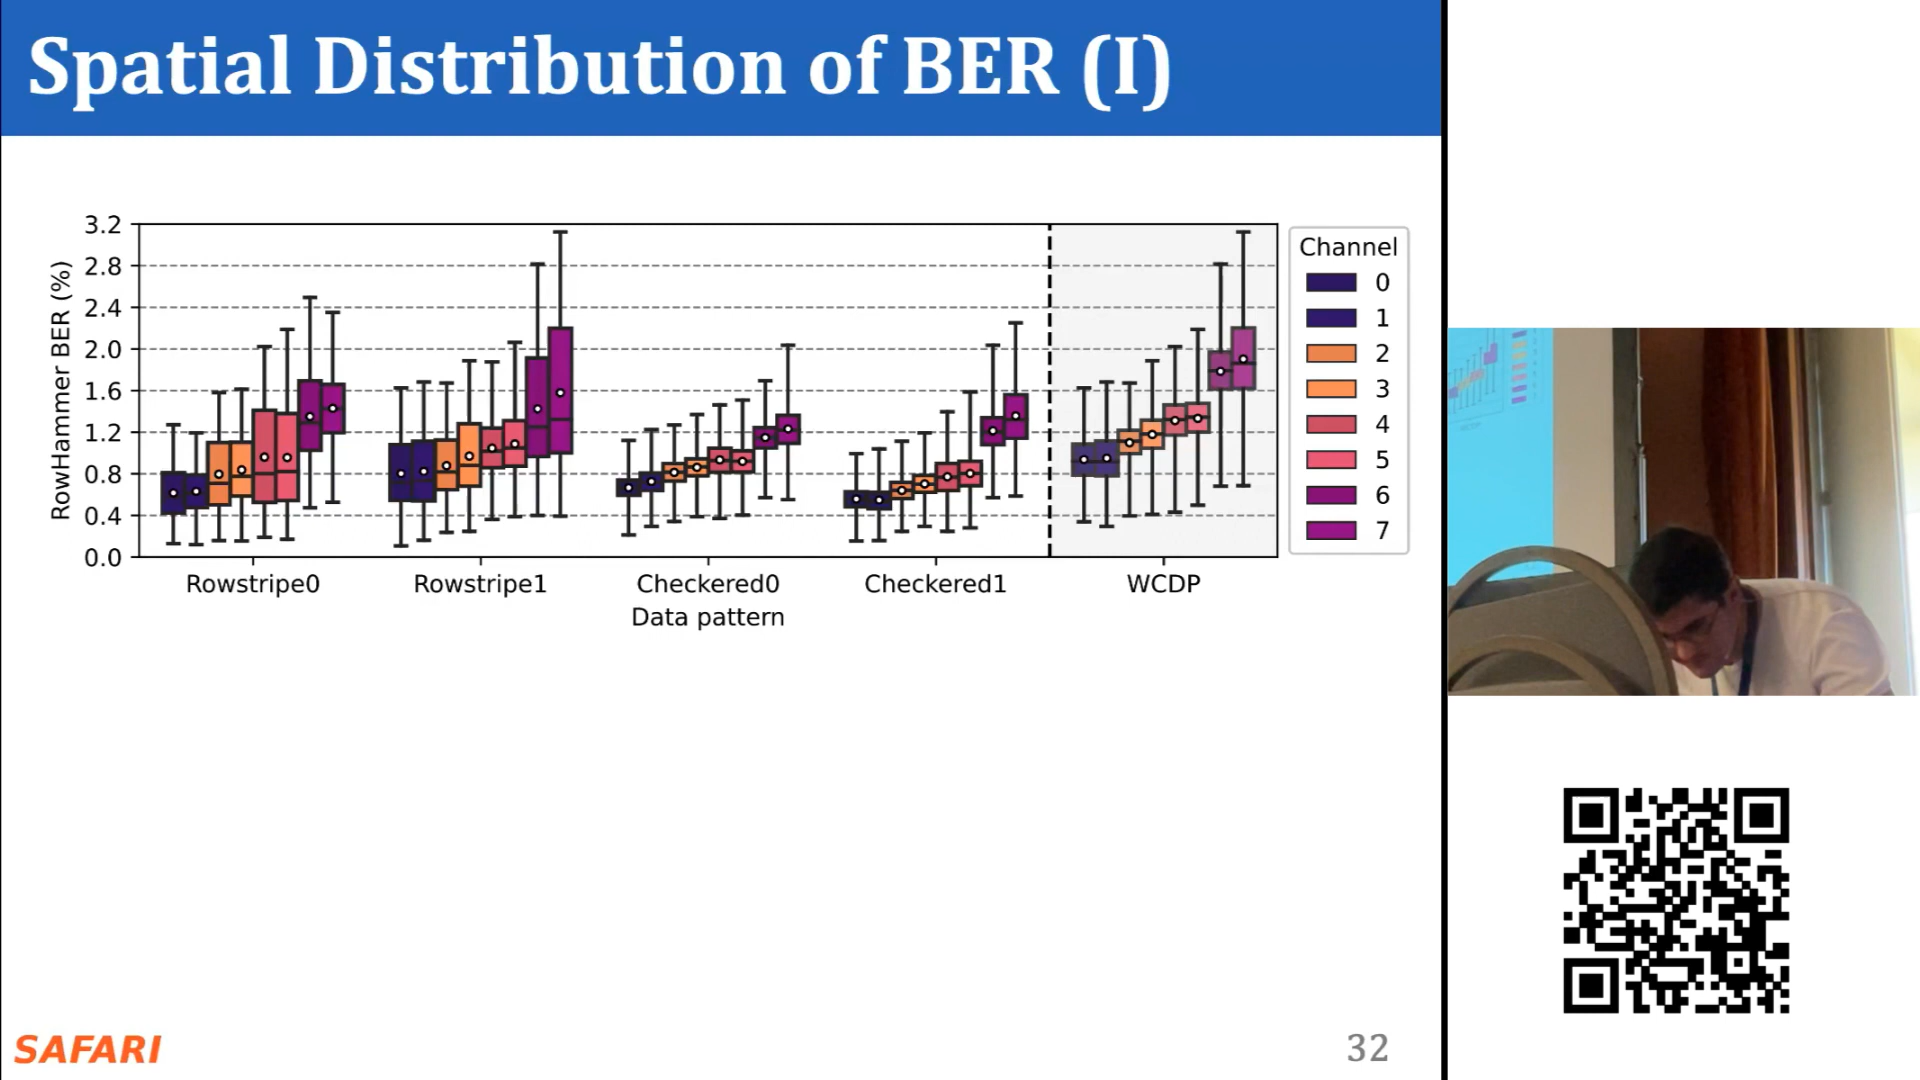 Spatial Distribution of BER (I)
RowHammer BER (%)
3.2
2.8
2.4
2.0
1.6
1.2
0.8
0.4
0.0
Rowstripe0
Rowstripe1
Checkered0
Checkered1
WCDP
Data pattern
Channel
0
1
2
3
4
5
6
7
SAFARI
32